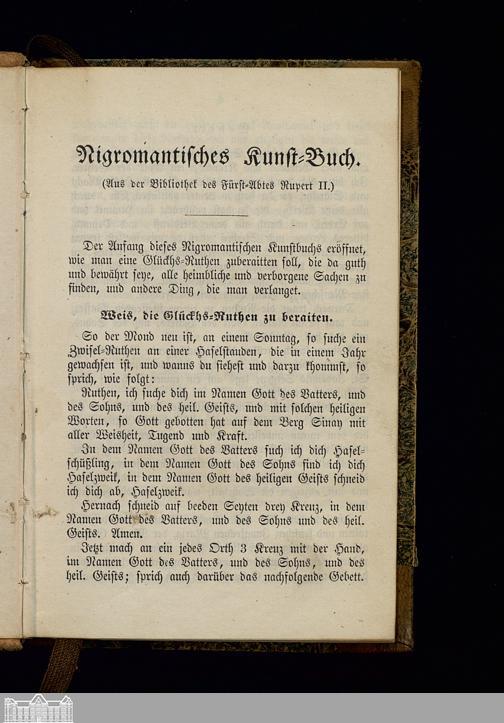 Nigromantisches Kunst-Buch.
(Aus der Bibliothek des Fürst-Abtes Rupert II.)
Der Anfang dieses Nigromantischen Kunstbuchs eröffnet,
wie man eine Glückhs-Ruthen zuberaitten soll, die da guth
und bewährt seye, alle heimbliche und verborgene Sachen zu
finden, und andere Ding, die man verlanget.
Weis, die Glückhs-Ruthen zu beraiten.
So der Mond neu ist, an einem Sonntag, so suche ein
Zwisel-Ruthen an einer Haselstanden, die in einem Jahr
gewachsen ist, und wanns du siehest und darzu khommst, so
sprich, wie folgt:
Ruthen, ich suche dich im Namen Gott des Vatters, und
des Sohns, und des heil. Geists, und mit solchen heiligen
Worten, so Gott gebotten hat auf dem Berg Sinay mit
aller Weisheit, Tugend und Kraft.
In dem Namen Gott des Vatters such ich dich Hasel-
schüßling, in dem Namen Gott des Sohns find ich dich
Haselzweik, in dem Namen Gott des heiligen Geists schneid
ich dich ab, Haselzweik.
Hernach schneid auf beeden Seyten drey Kreuz, in dem
Namen Gott des Vatters, und des Sohns und des heil.
Geists. Amen.
Jetzt mach an ein jedes Orth 3 Kreuz mit der Hand,
im Namen Gott des Vatters, und des Sohns, und des
heil. Geists; sprich auch darüber das nachfolgende Gebett.